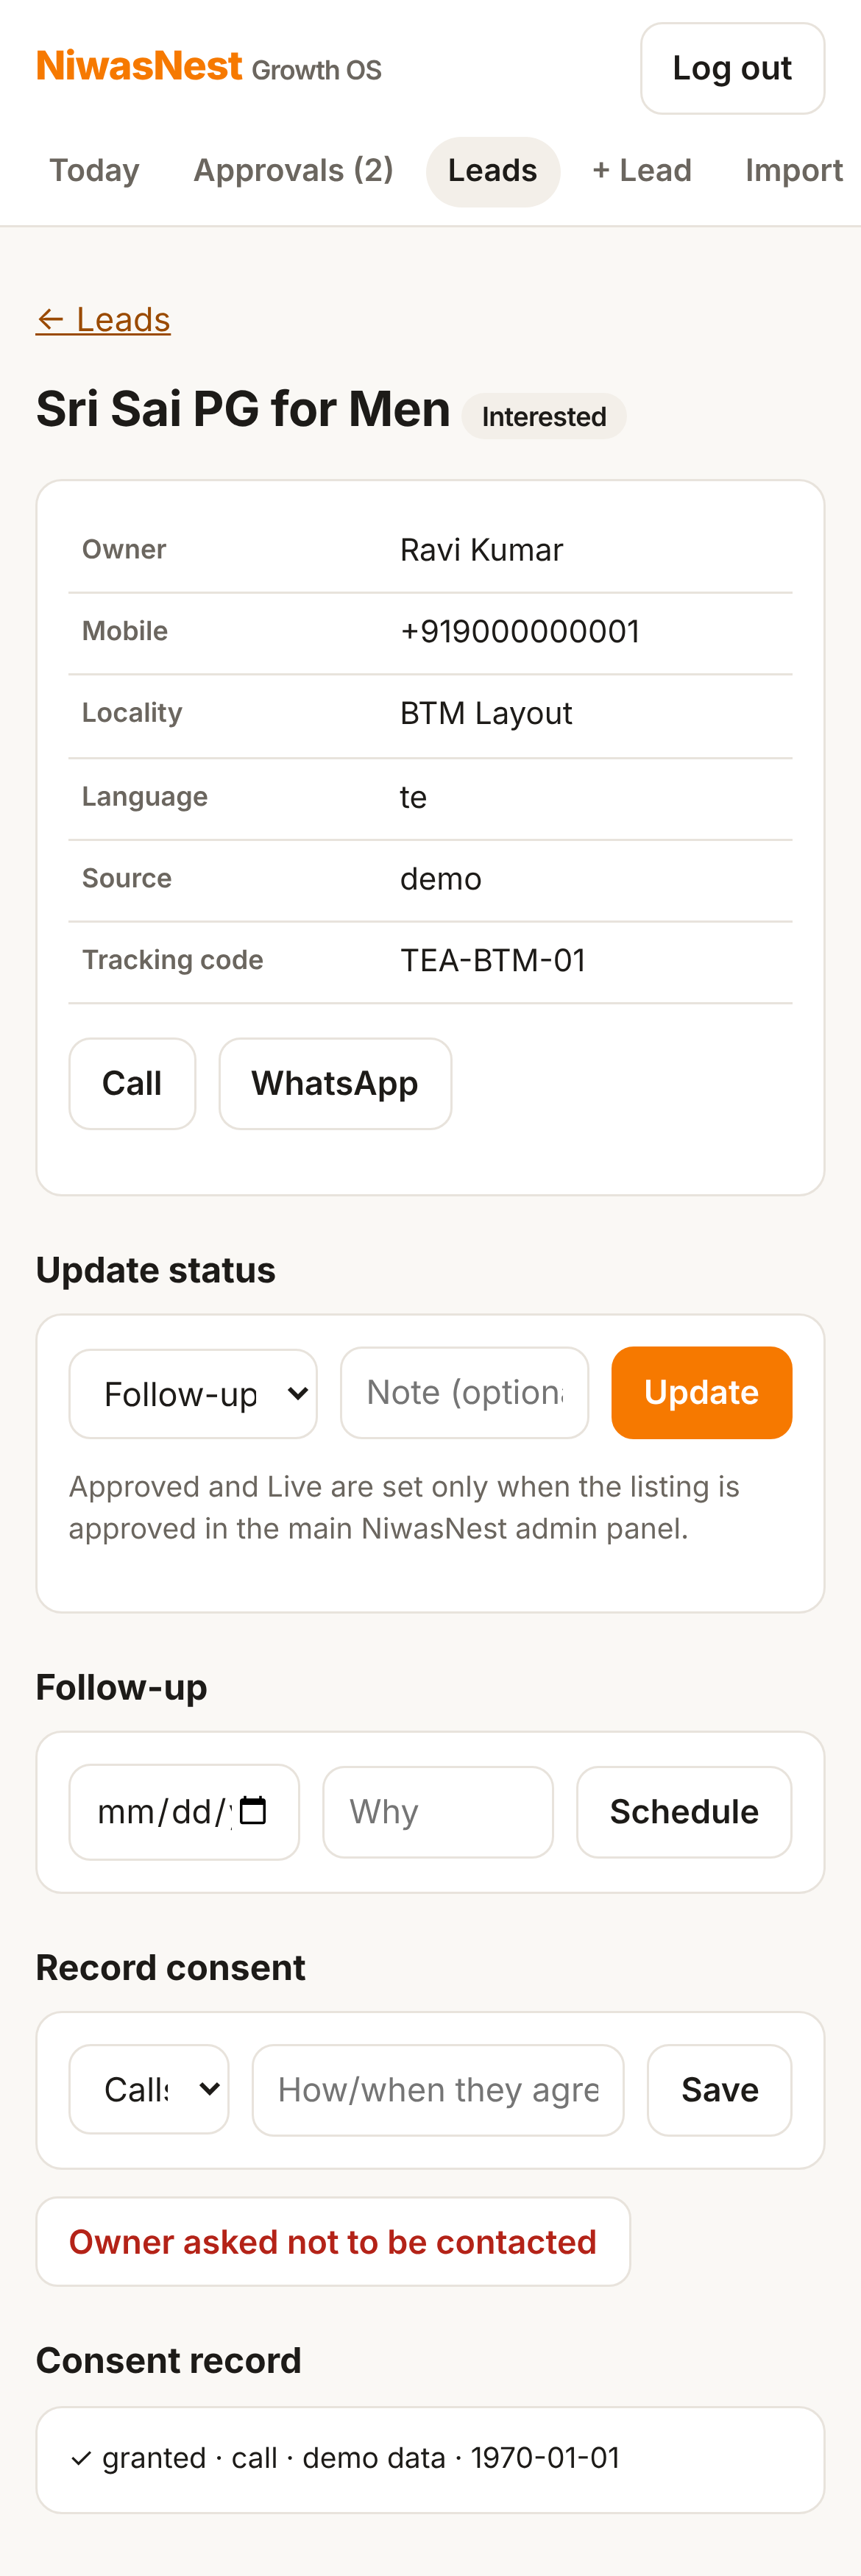 NiwasNest Growth OS
Log out
Today Approvals (2) Leads + Lead Import
← Leads
Sri Sai PG for Men Interested
Owner Ravi Kumar
Mobile +919000000001
Locality BTM Layout
Language te
Source demo
Tracking code TEA-BTM-01
Call WhatsApp
Update status
Follow-up Note (optiona Update
Approved and Live are set only when the listing is
approved in the main NiwasNest admin panel.
Follow-up
mm/dd/y Why Schedule
Record consent
Calls How/when they agre Save
Owner asked not to be contacted
Consent record
✓ granted · call · demo data · 1970-01-01